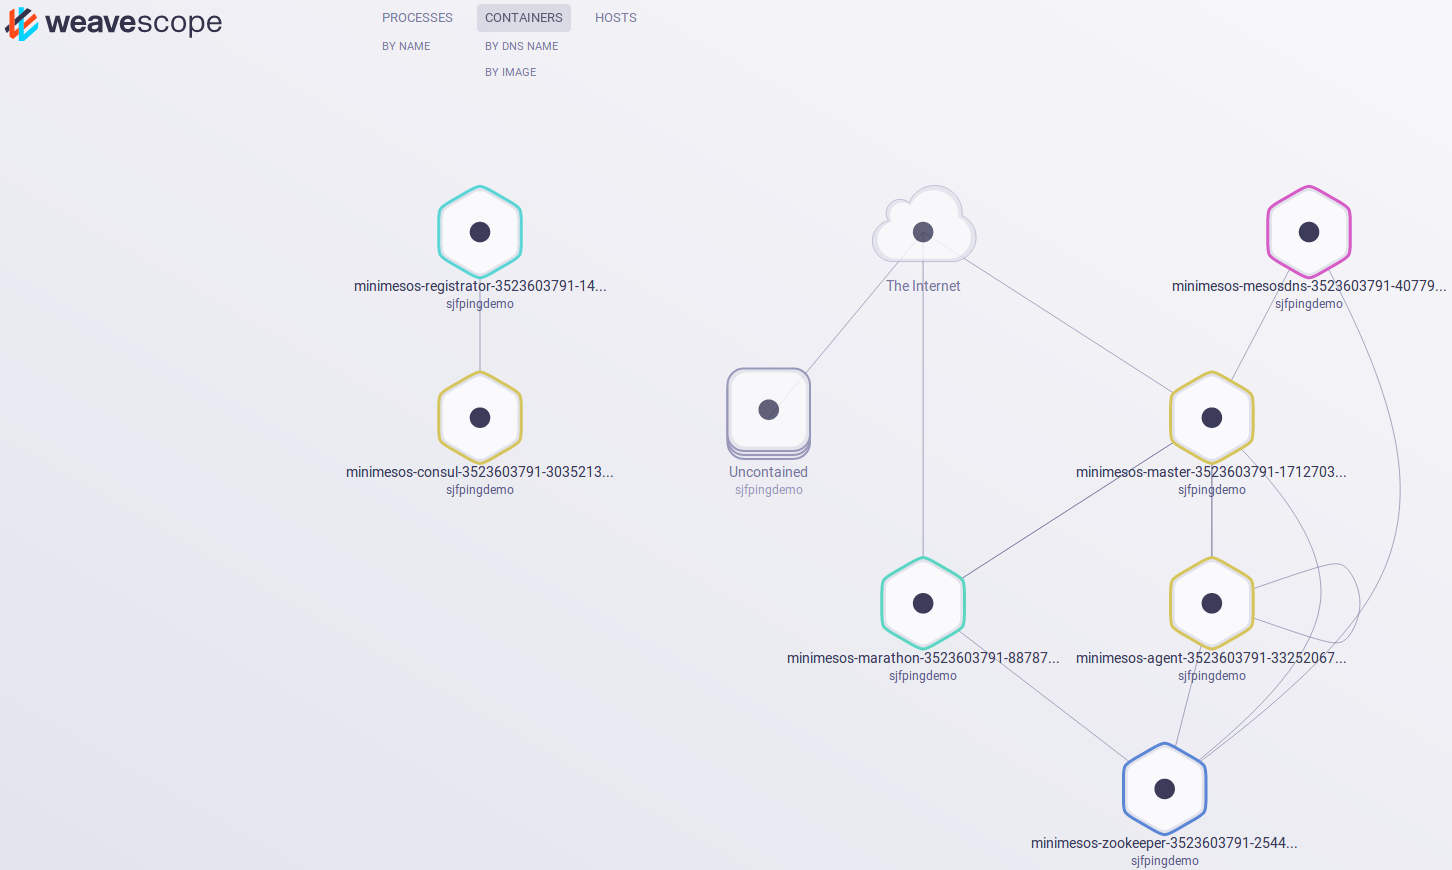 weavescope
PROCESSES CONTAINERS HOSTS
BY NAME BY DNS NAME
BY IMAGE
minimesos-registrator-3523603791-14...
sjfpingdemo
The Internet
minimesos-mesosdns-3523603791-40779...
sjfpingdemo
minimesos-consul-3523603791-3035213...
sjfpingdemo
Uncontained
sjfpingdemo
minimesos-master-3523603791-1712703...
sjfpingdemo
minimesos-marathon-3523603791-88787...
sjfpingdemo
minimesos-agent-3523603791-33252067...
sjfpingdemo
minimesos-zookeeper-3523603791-2544...
sjfpingdemo